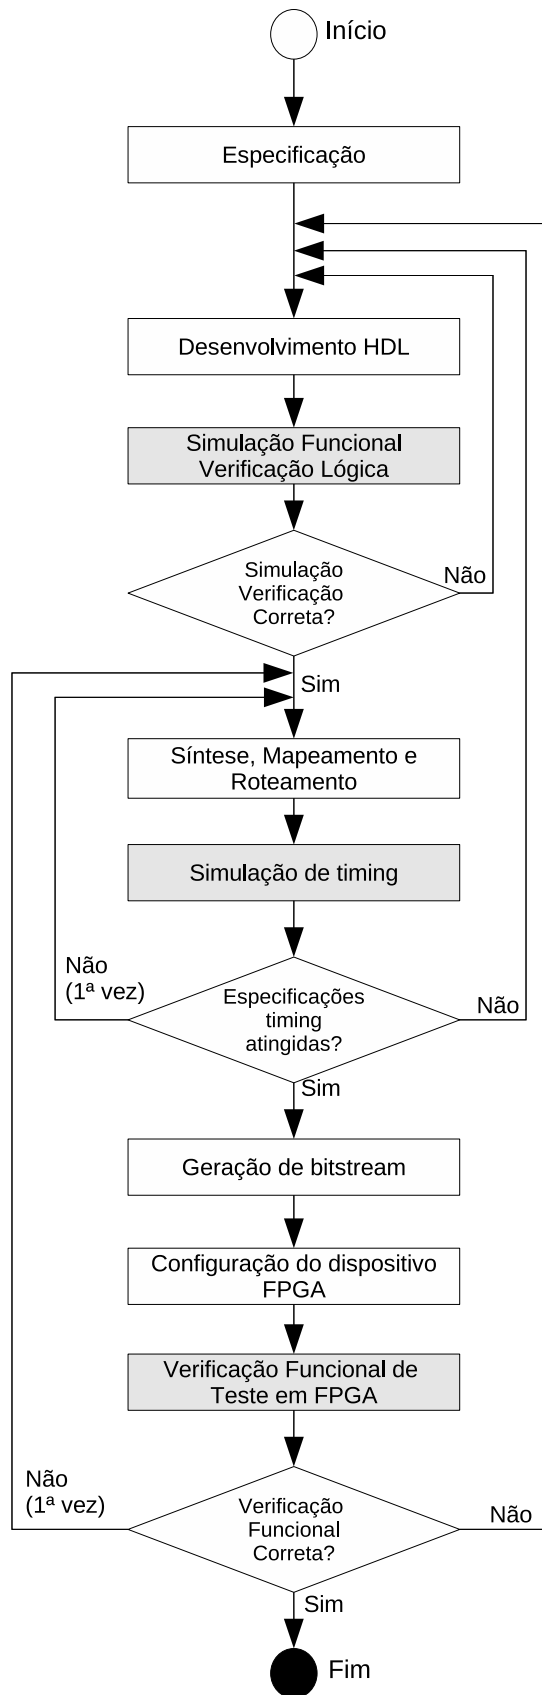 Início
Especificação
Desenvolvimento HDL
Simulação Funcional
Verificação Lógica
Simulação
Verificação
Correta?
Não
Sim
Síntese, Mapeamento e
Roteamento
Simulação de timing
Não
(1ª vez)
Especificações
timing
atingidas?
Não
Sim
Geração de bitstream
Configuração do dispositivo
FPGA
Verificação Funcional de
Teste em FPGA
Não
(1ª vez)
Verificação
Funcional
Correta?
Não
Sim
Fim